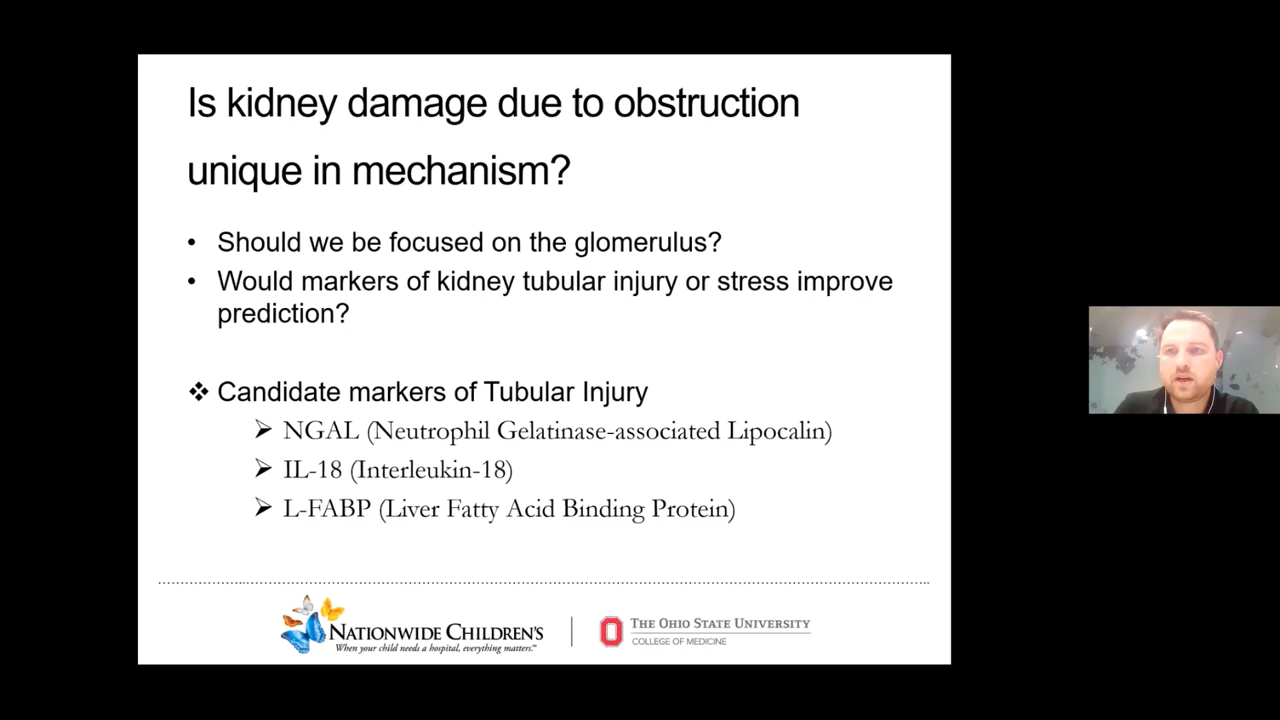 Is kidney damage due to obstruction
unique in mechanism?
• Should we be focused on the glomerulus?
• Would markers of kidney tubular injury or stress improve
prediction?
❖ Candidate markers of Tubular Injury
➢ NGAL (Neutrophil Gelatinase-associated Lipocalin)
➢ IL-18 (Interleukin-18)
➢ L-FABP (Liver Fatty Acid Binding Protein)
NATIONWIDE CHILDREN'S
When your child needs a hospital, everything matters.™
THE OHIO STATE UNIVERSITY
COLLEGE OF MEDICINE